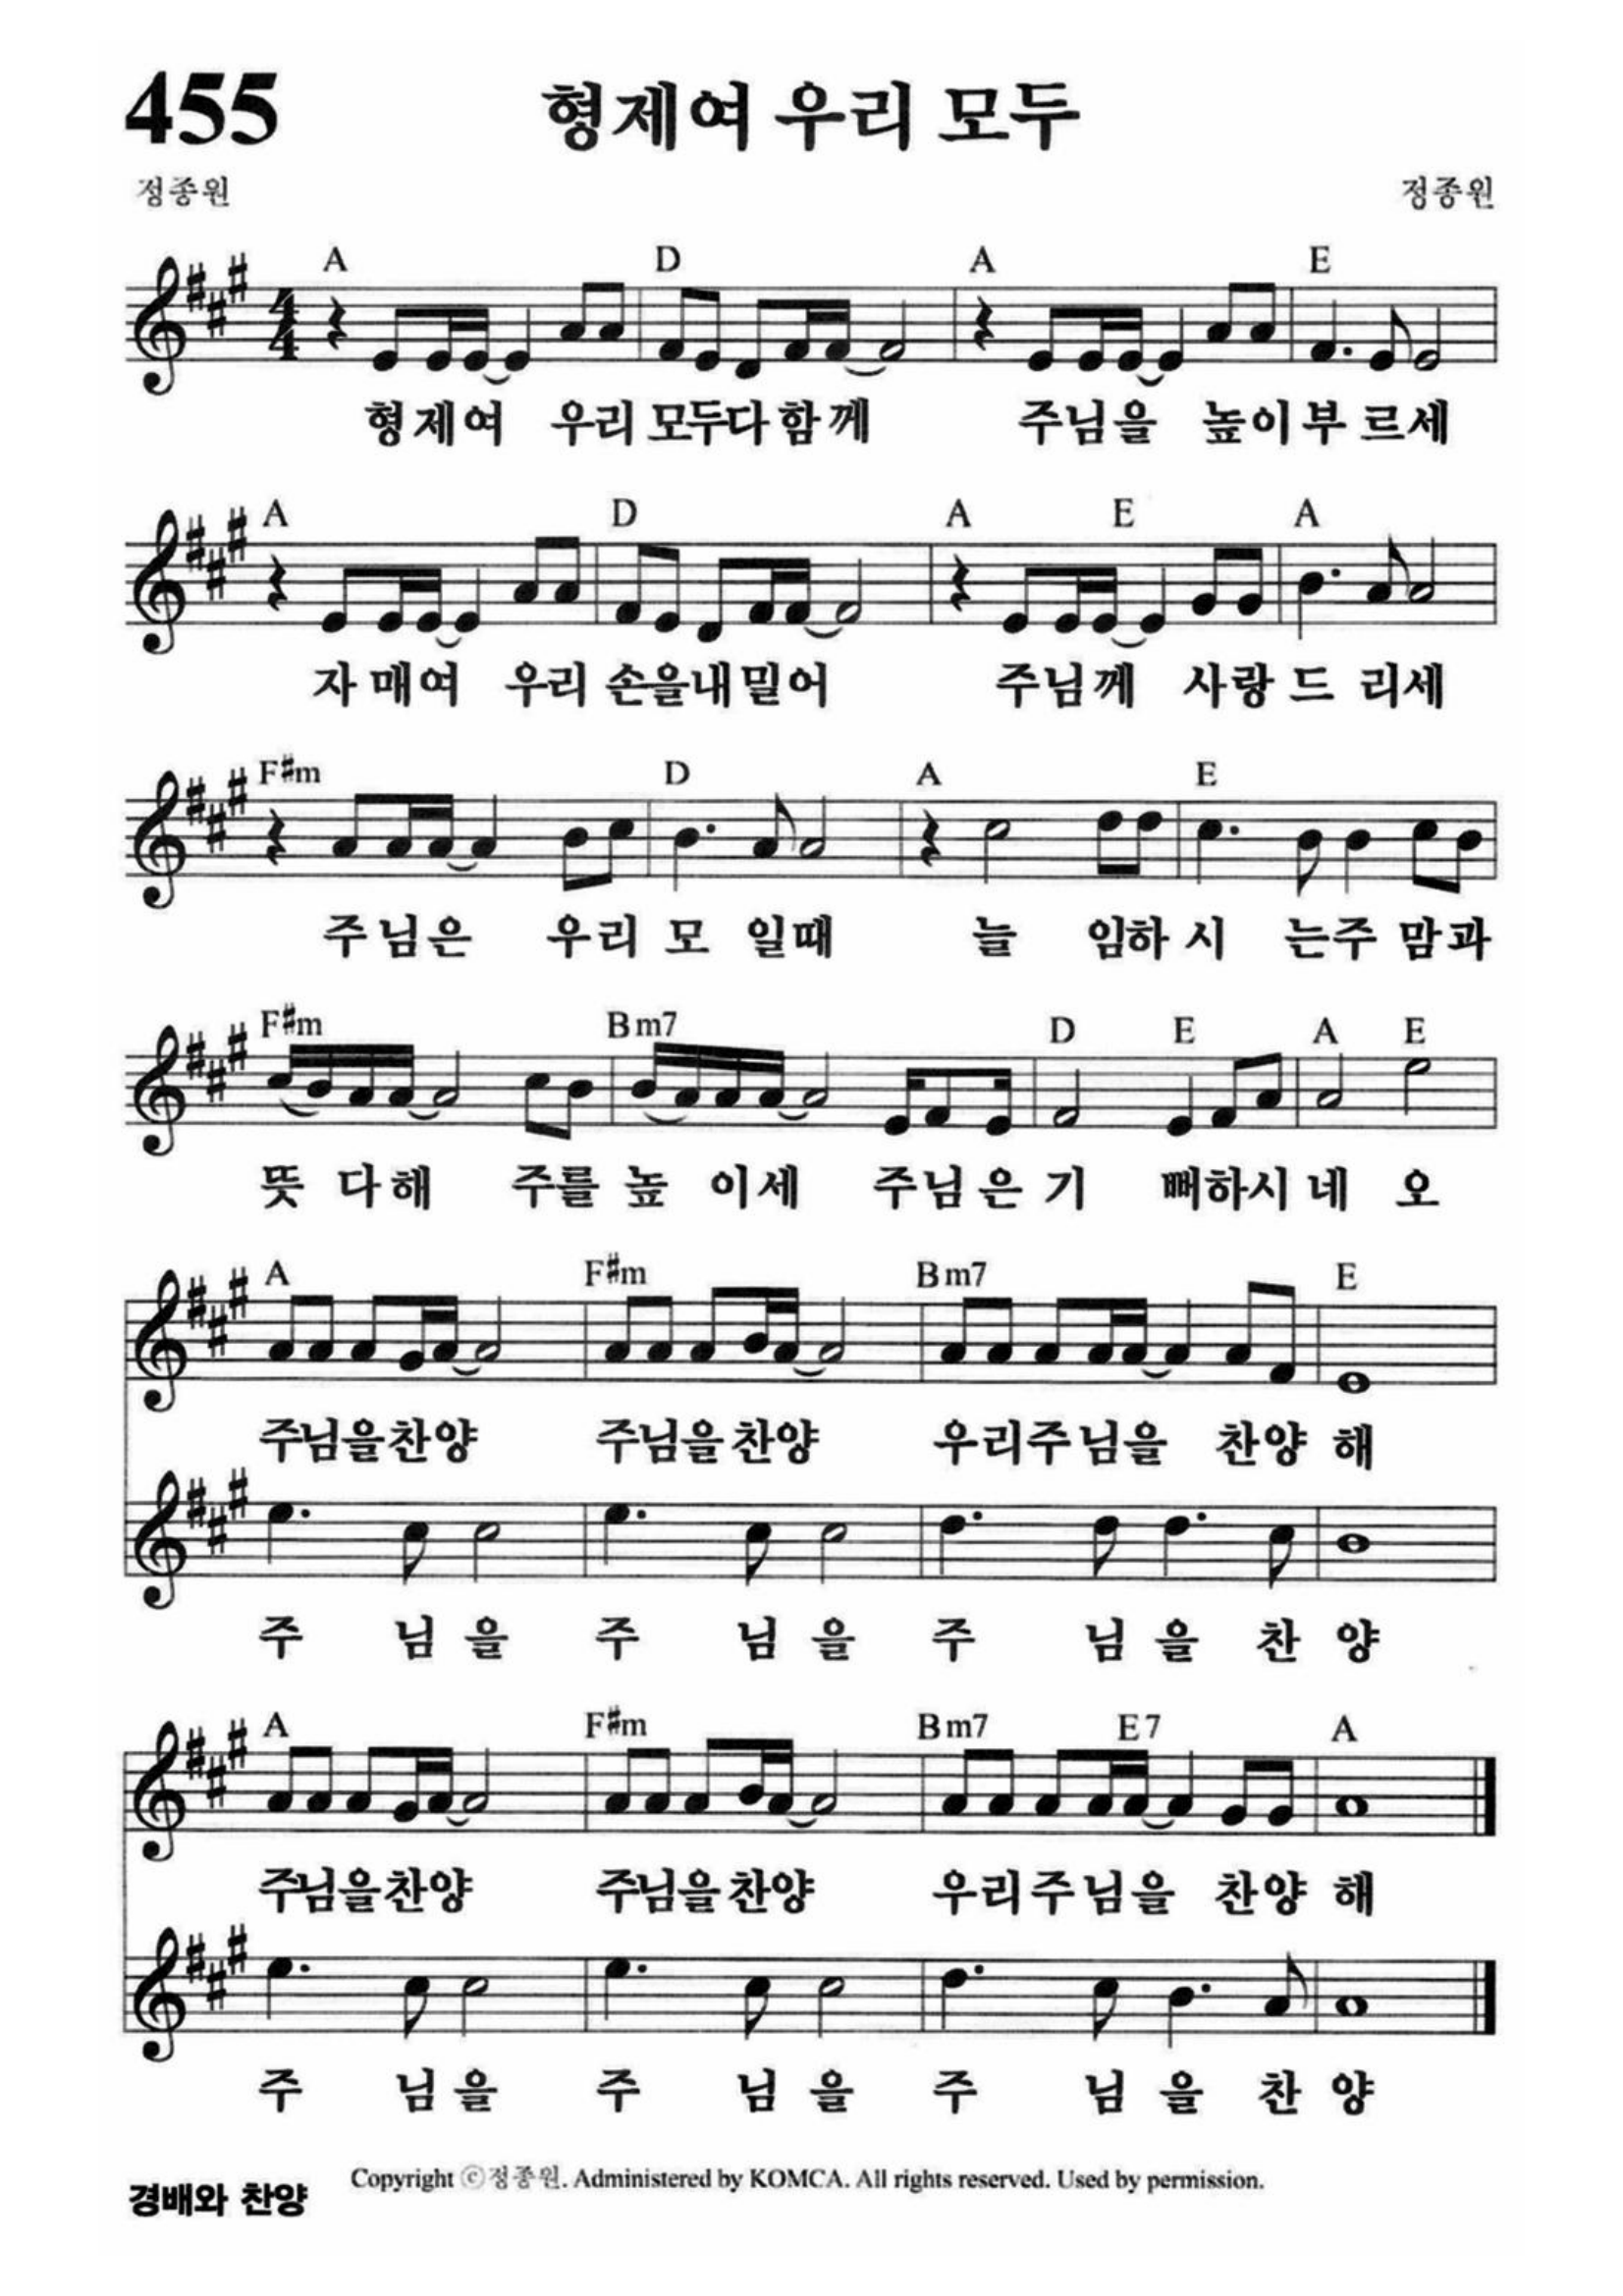 455 형제여 우리 모두
정종원 정종원
A D A E
형제여 우리 모두다함께 주님을 높이부르세
A D A E A
자매여 우리 손을내밀어 주님께 사랑드리세
F#m D A E
주님은 우리 모일때 늘 임하시는주 맘과
F#m Bm7 D E A E
뜻 다해 주를 높이세 주님은기 뻐하시네 오
A F#m Bm7 E
주님을찬양 주님을찬양 우리주님을 찬양해
주 님을 주 님을 주 님을 찬양
A F#m Bm7 E7 A
주님을찬양 주님을찬양 우리주님을 찬양해
주 님을 주 님을 주 님을 찬양
경배와 찬양 Copyright ⓒ정종원. Administered by KOMCA. All rights reserved. Used by permission.